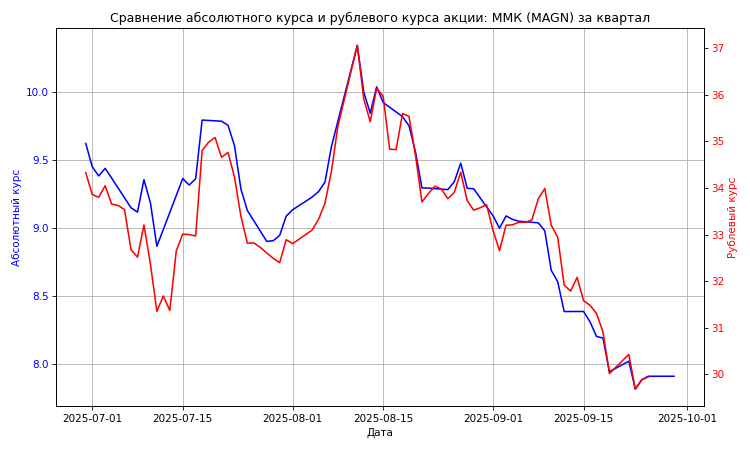 Сравнение абсолютного курса и рублевого курса акции: ММК (MAGN) за квартал
10.0
9.5
9.0
8.5
8.0
Абсолютный курс
37
36
35
34
33
32
31
30
Рублевый курс
2025-07-01 2025-07-15 2025-08-01 2025-08-15 2025-09-01 2025-09-15 2025-10-01
Дата